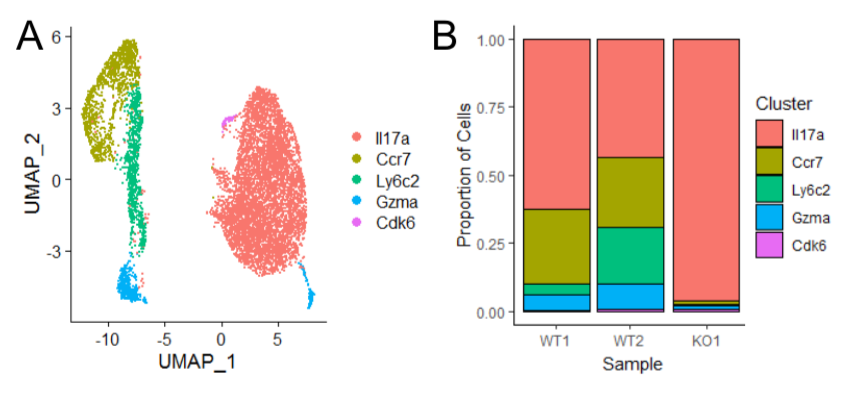 A
6
3
0
-3
UMAP_2
-10
-5
0
5
UMAP_1
Il17a
Ccr7
Ly6c2
Gzma
Cdk6
B
1.00
0.75
0.50
0.25
0.00
Proportion of Cells
WT1
WT2
KO1
Sample
Cluster
Il17a
Ccr7
Ly6c2
Gzma
Cdk6